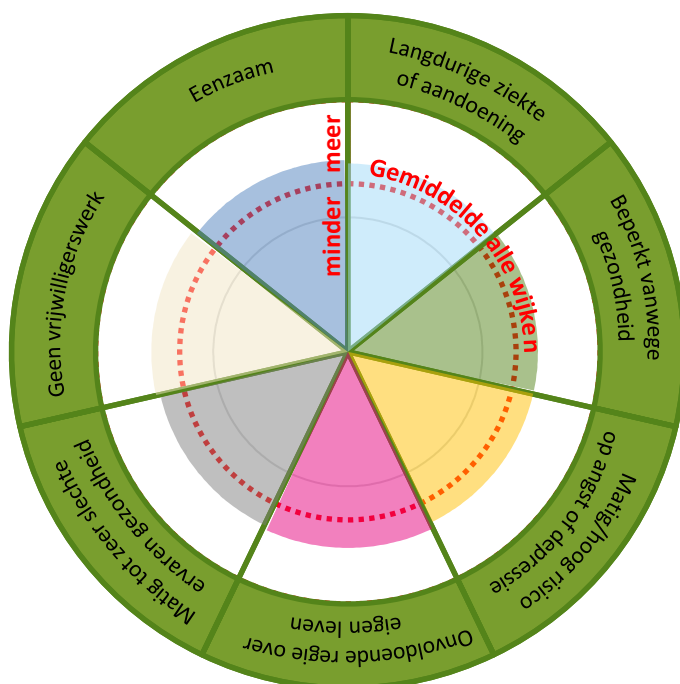 Eenzaam
Langdurige ziekte
of aandoening
Beperkt vanwege
gezondheid
Matig/hoog risico
op angst of depressie
Onvoldoende regie over
eigen leven
Matig tot zeer slechte
ervaren gezondheid
Geen vrijwilligerswerk
meer
minder
Gemiddelde alle wijken